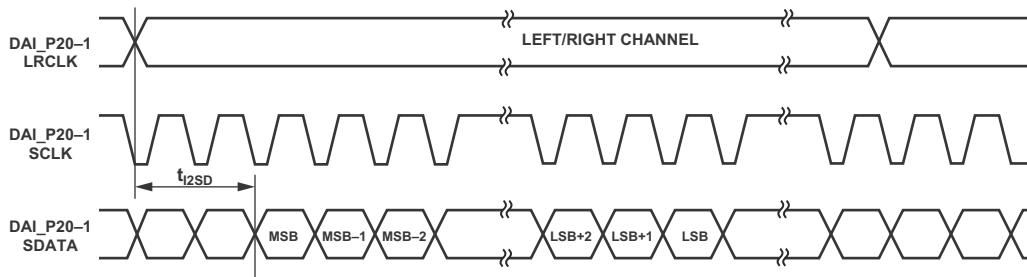 DAI_P20–1
LRCLK
LEFT/RIGHT CHANNEL
DAI_P20–1
SCLK
tI2SD
DAI_P20–1
SDATA
MSB
MSB–1
MSB–2
LSB+2
LSB+1
LSB